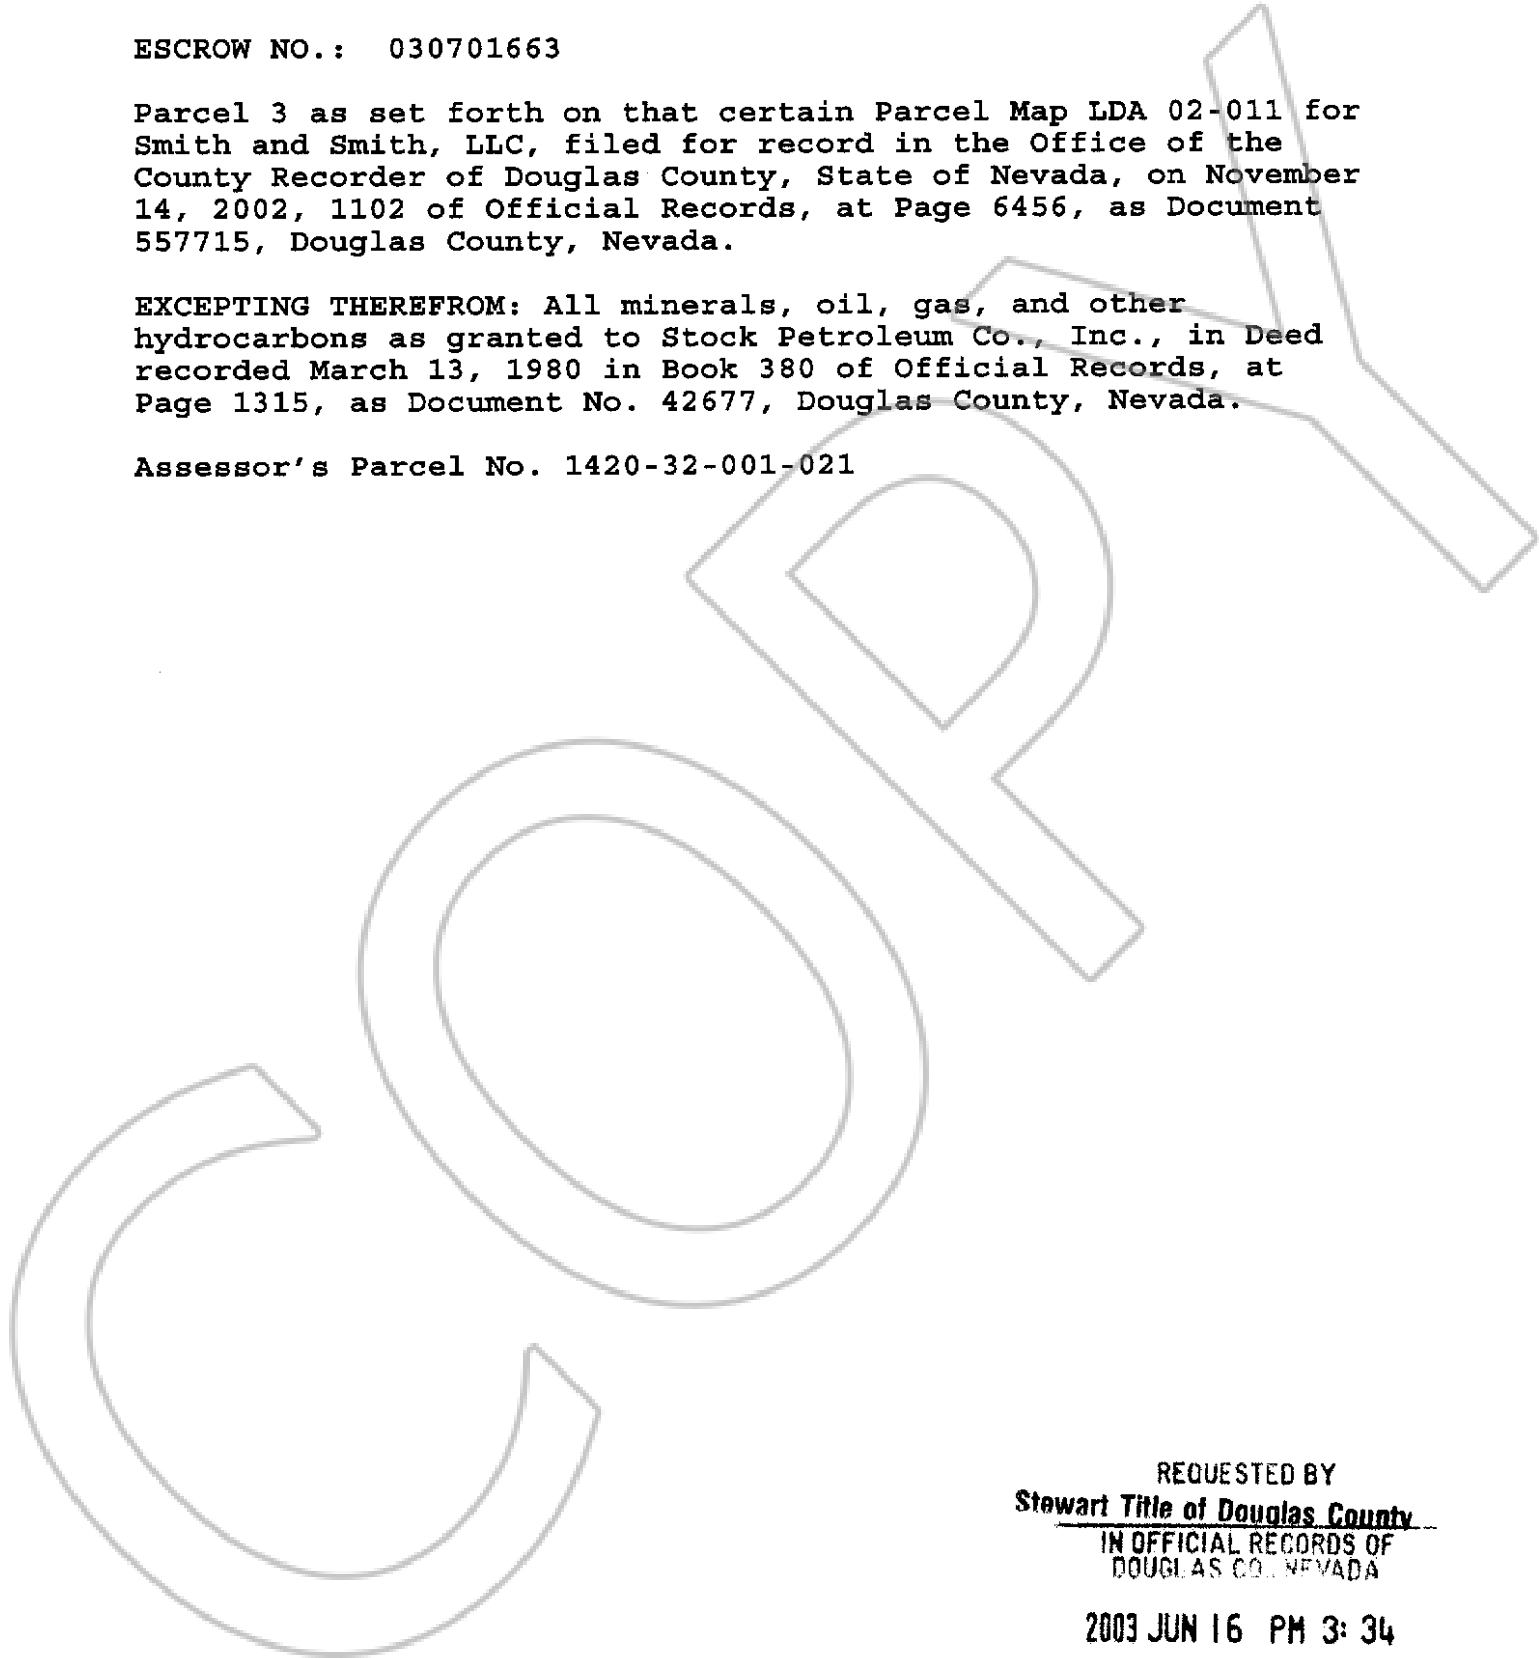 ESCROW NO.: 030701663
Parcel 3 as set forth on that certain Parcel Map LDA 02-011 for
Smith and Smith, LLC, filed for record in the Office of the
County Recorder of Douglas County, State of Nevada, on November
14, 2002, 1102 of Official Records, at Page 6456, as Document
557715, Douglas County, Nevada.
EXCEPTING THEREFROM: All minerals, oil, gas, and other
hydrocarbons as granted to Stock Petroleum Co., Inc., in Deed
recorded March 13, 1980 in Book 380 of Official Records, at
Page 1315, as Document No. 42677, Douglas County, Nevada.
Assessor's Parcel No. 1420-32-001-021
COPY
REQUESTED BY
Stewart Title of Douglas County
IN OFFICIAL RECORDS OF
DOUGLAS CO., NEVADA
2003 JUN 16 PM 3: 34